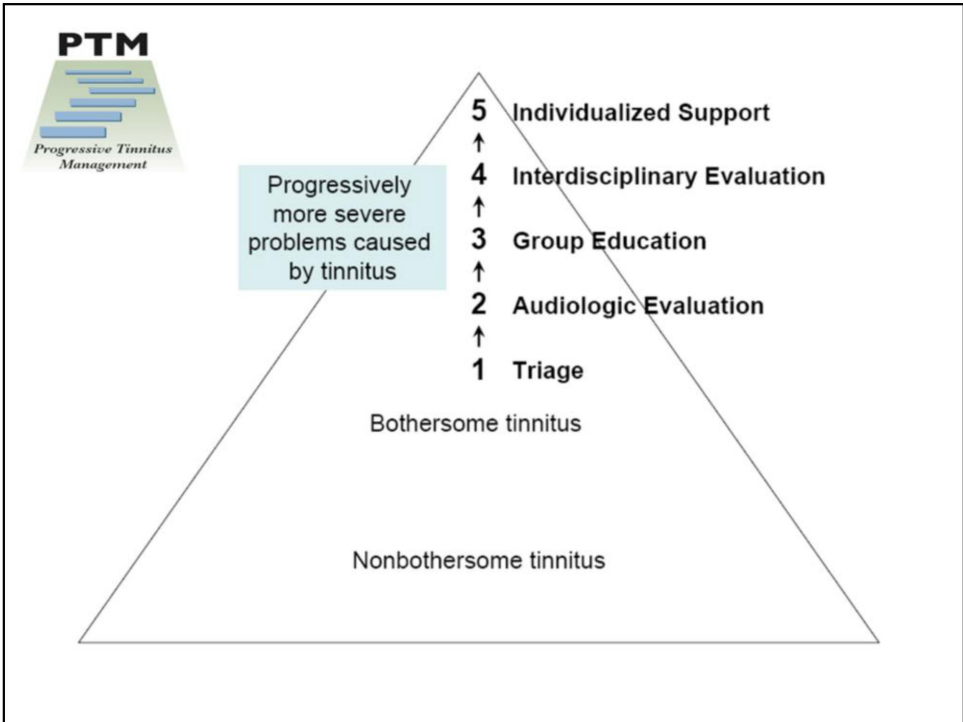 PTM
Progressive Tinnitus
Management
5 Individualized Support
4 Interdisciplinary Evaluation
3 Group Education
2 Audiologic Evaluation
1 Triage
Progressively
more severe
problems caused
by tinnitus
Bothersome tinnitus
Nonbothersome tinnitus